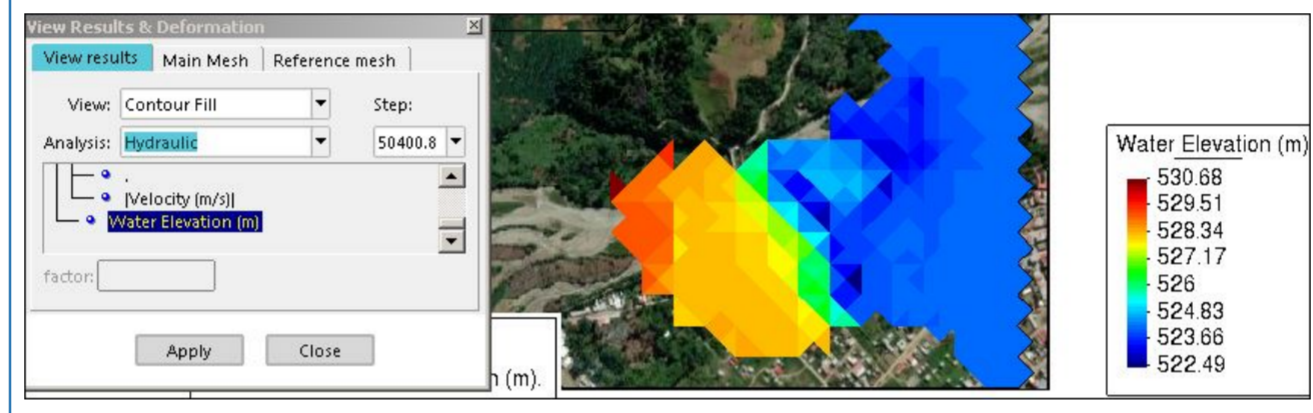 View Results & Deformation
View results Main Mesh Reference mesh
View: Contour Fill Step:
Analysis: Hydraulic 50400.8
|Velocity (m/s)|
Water Elevation (m)
factor:
Apply Close
(m).
Water Elevation (m)
530.68
529.51
528.34
527.17
526
524.83
523.66
522.49